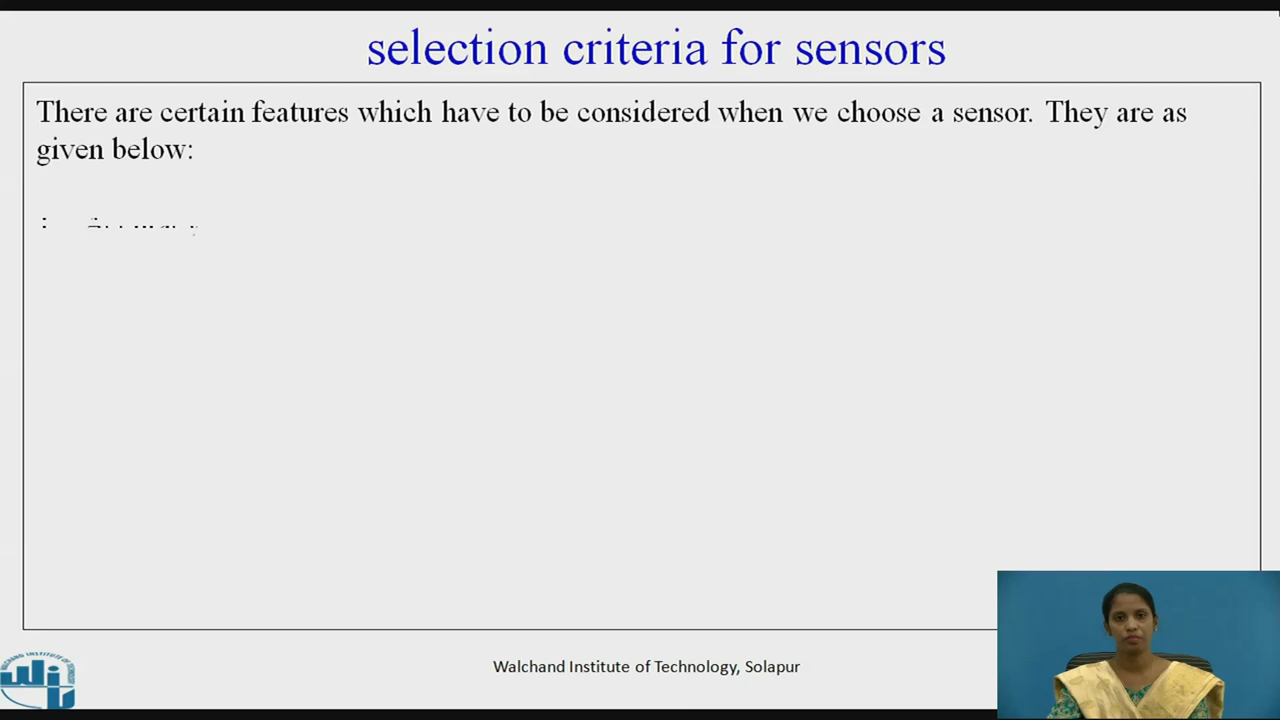 selection criteria for sensors
There are certain features which have to be considered when we choose a sensor. They are as
given below:
Walchand Institute of Technology, Solapur